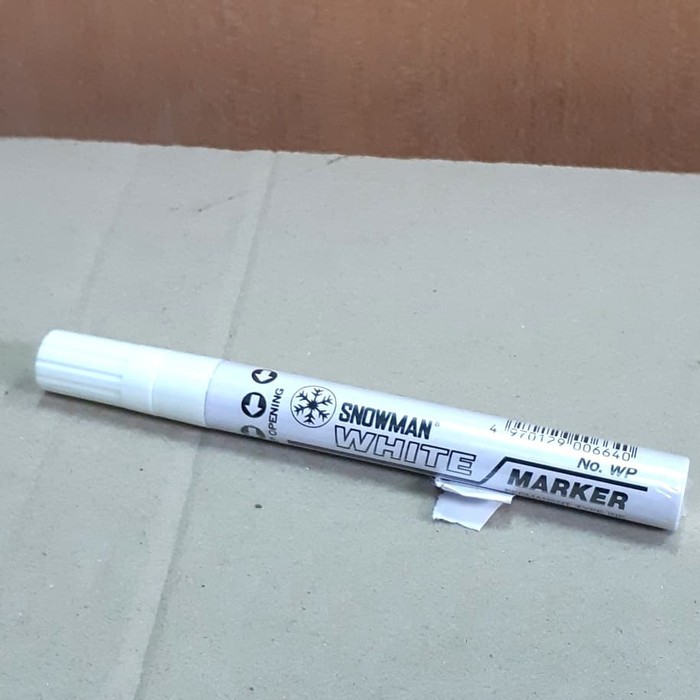 OPENING
SNOWMAN
WHITE
MARKER
4 970129 006640
No. WP